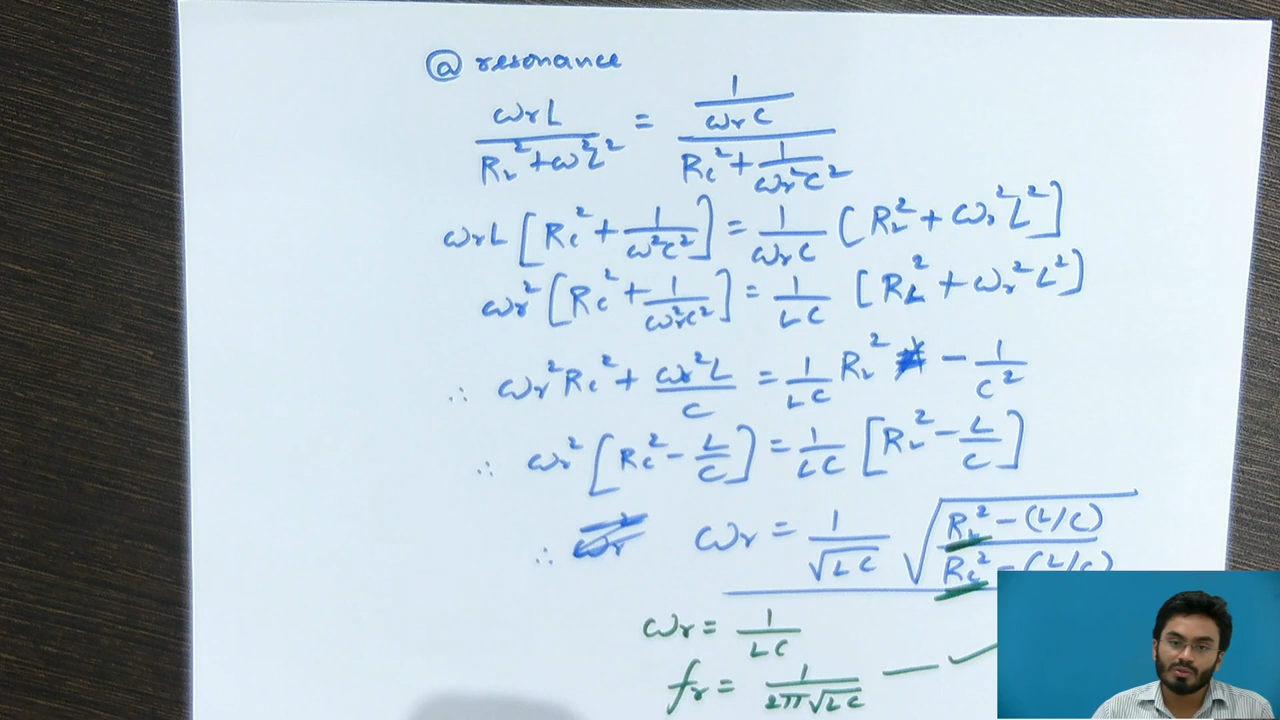 @ resonance
ωrL / (RL² + ω²L²) = (1/ωrC) / (RC² + 1/ωr²C²)
ωrL [RC² + 1/ω²C²] = 1/ωrC [RL² + ωr²L²]
ωr² [RC² + 1/ωr²C²] = 1/LC [RL² + ωr²L²]
∴ ωr²RC² + ωr²L/C = 1/LC RL² − 1/C²
∴ ωr² [RC² − L/C] = 1/LC [RL² − L/C]
∴ ωr = 1/√LC √((RL² − (L/C)) / (RC² − (L/C)))
ωr = 1/LC
fr = 1/2π√LC